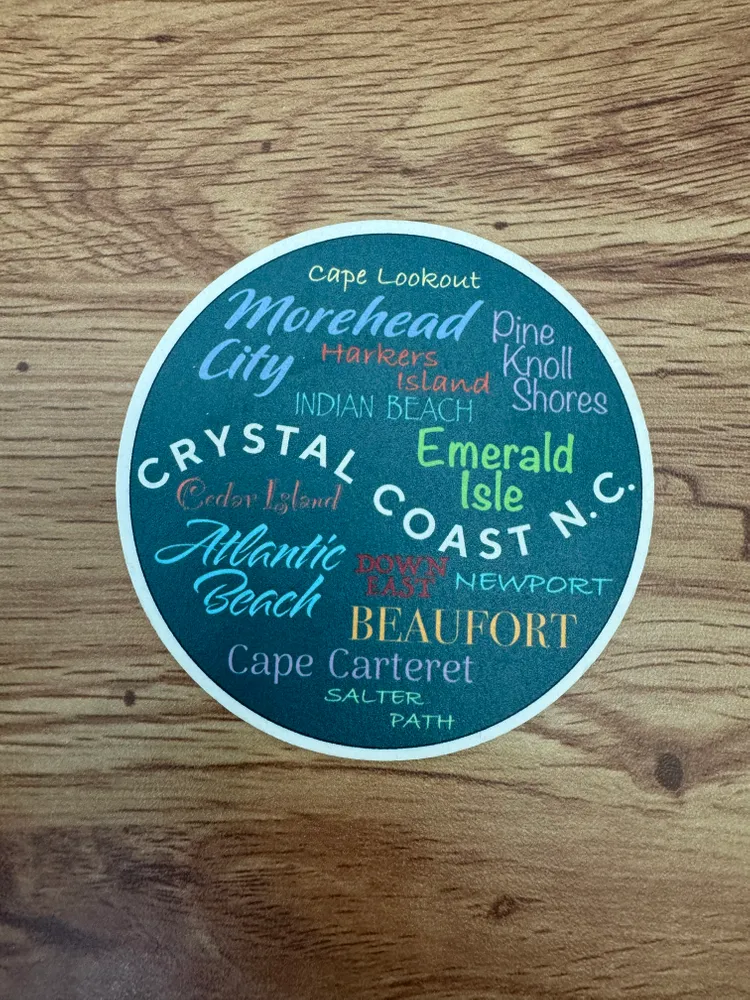 Cape Lookout
Morehead
City
Pine
Knoll
Shores
Harkers
Island
INDIAN BEACH
CRYSTAL
COAST N.C.
Emerald
Isle
Cedar Island
Atlantic
Beach
DOWN
EAST
NEWPORT
BEAUFORT
Cape Carteret
SALTER
PATH